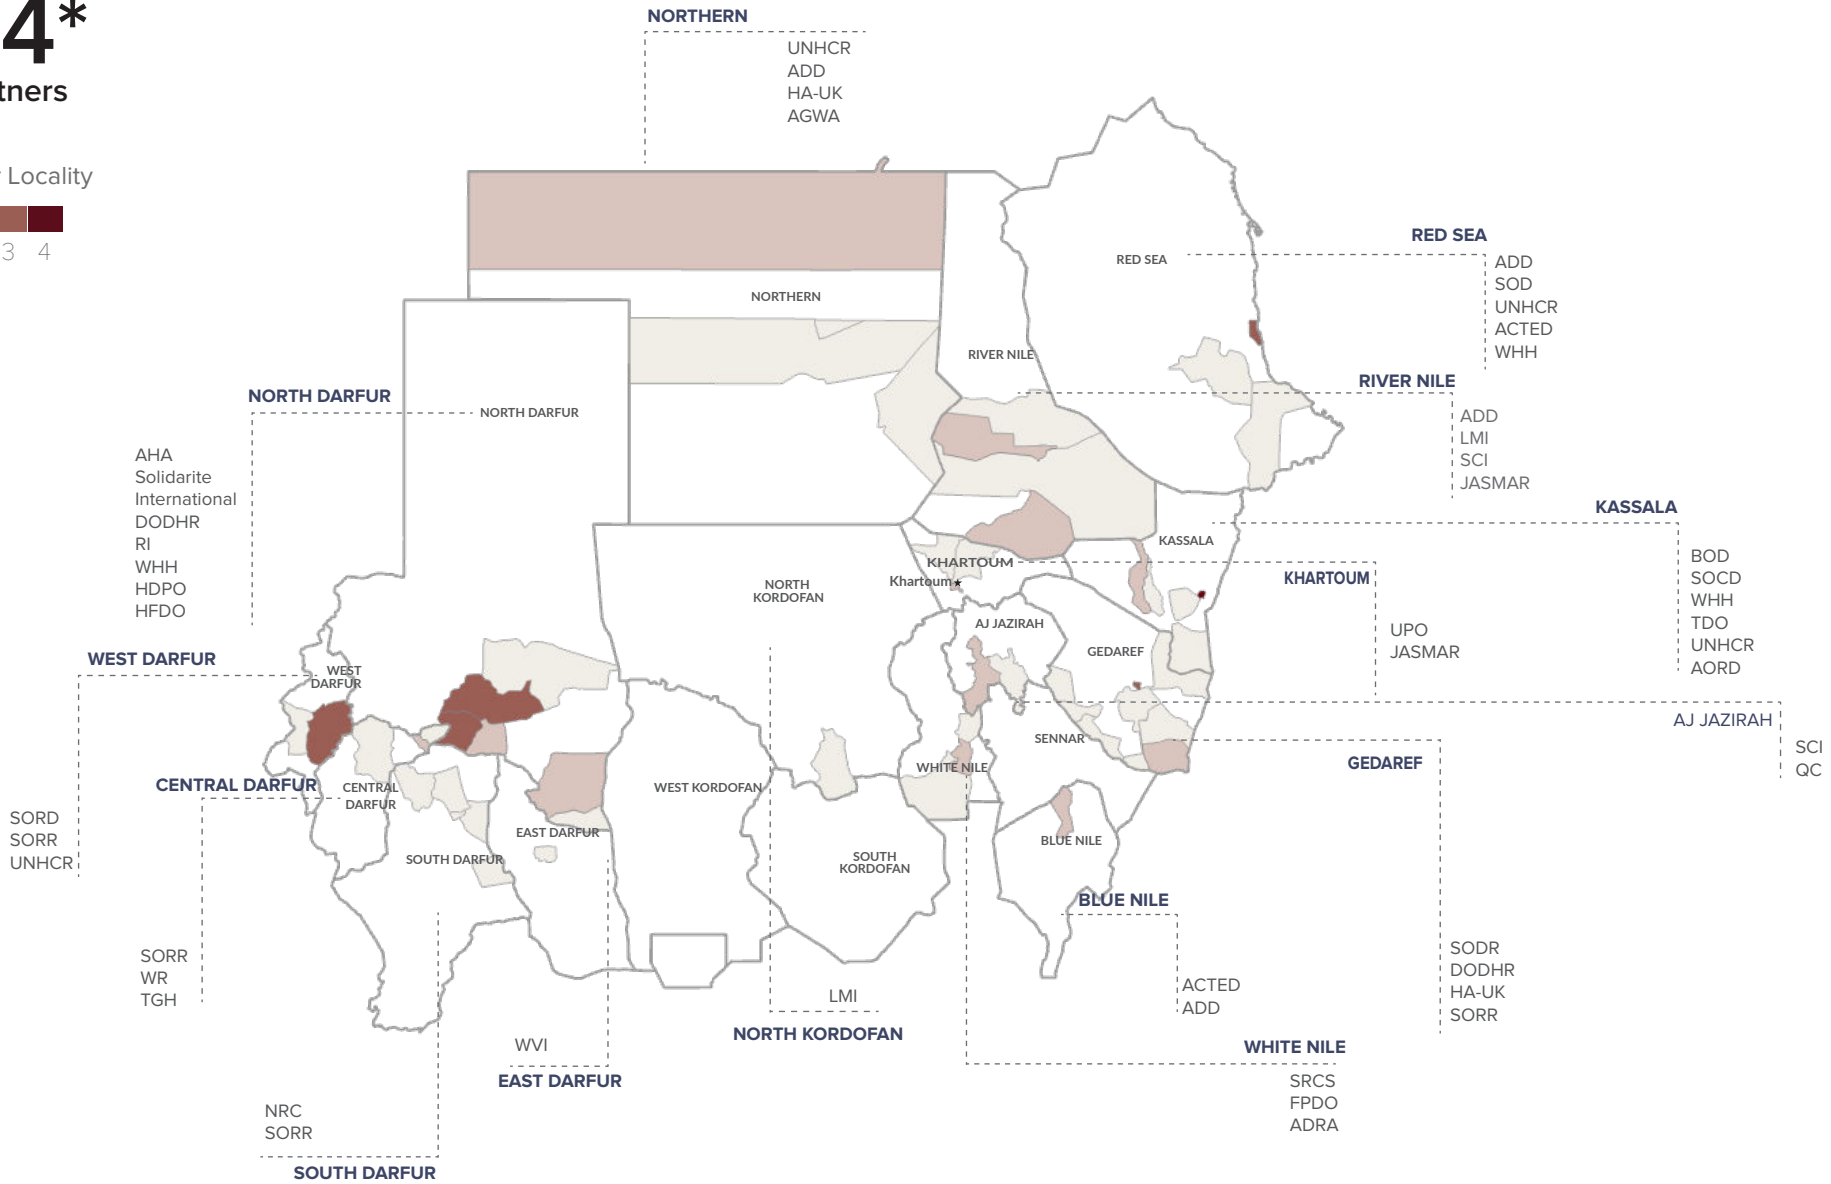 4*
tners
Locality
3 4
NORTHERN
UNHCR
ADD
HA-UK
AGWA
RED SEA
RED SEA
ADD
SOD
UNHCR
ACTED
WHH
NORTHERN
RIVER NILE
RIVER NILE
ADD
LMI
SCI
JASMAR
NORTH DARFUR
NORTH DARFUR
AHA
Solidarite
International
DODHR
RI
WHH
HDPO
HFDO
KASSALA
KASSALA
BOD
SOCD
WHH
TDO
UNHCR
AORD
KHARTOUM
Khartoum
KHARTOUM
UPO
JASMAR
NORTH
KORDOFAN
AJ JAZIRAH
GEDAREF
WEST DARFUR
WEST
DARFUR
SORD
SORR
UNHCR
AJ JAZIRAH
SCI
QC
SENNAR
GEDAREF
WHITE NILE
CENTRAL DARFUR
CENTRAL
DARFUR
WEST KORDOFAN
EAST DARFUR
BLUE NILE
SOUTH DARFUR
SOUTH
KORDOFAN
BLUE NILE
SORR
WR
TGH
SODR
DODHR
HA-UK
SORR
ACTED
ADD
LMI
NORTH KORDOFAN
WVI
EAST DARFUR
WHITE NILE
SRCS
FPDO
ADRA
NRC
SORR
SOUTH DARFUR